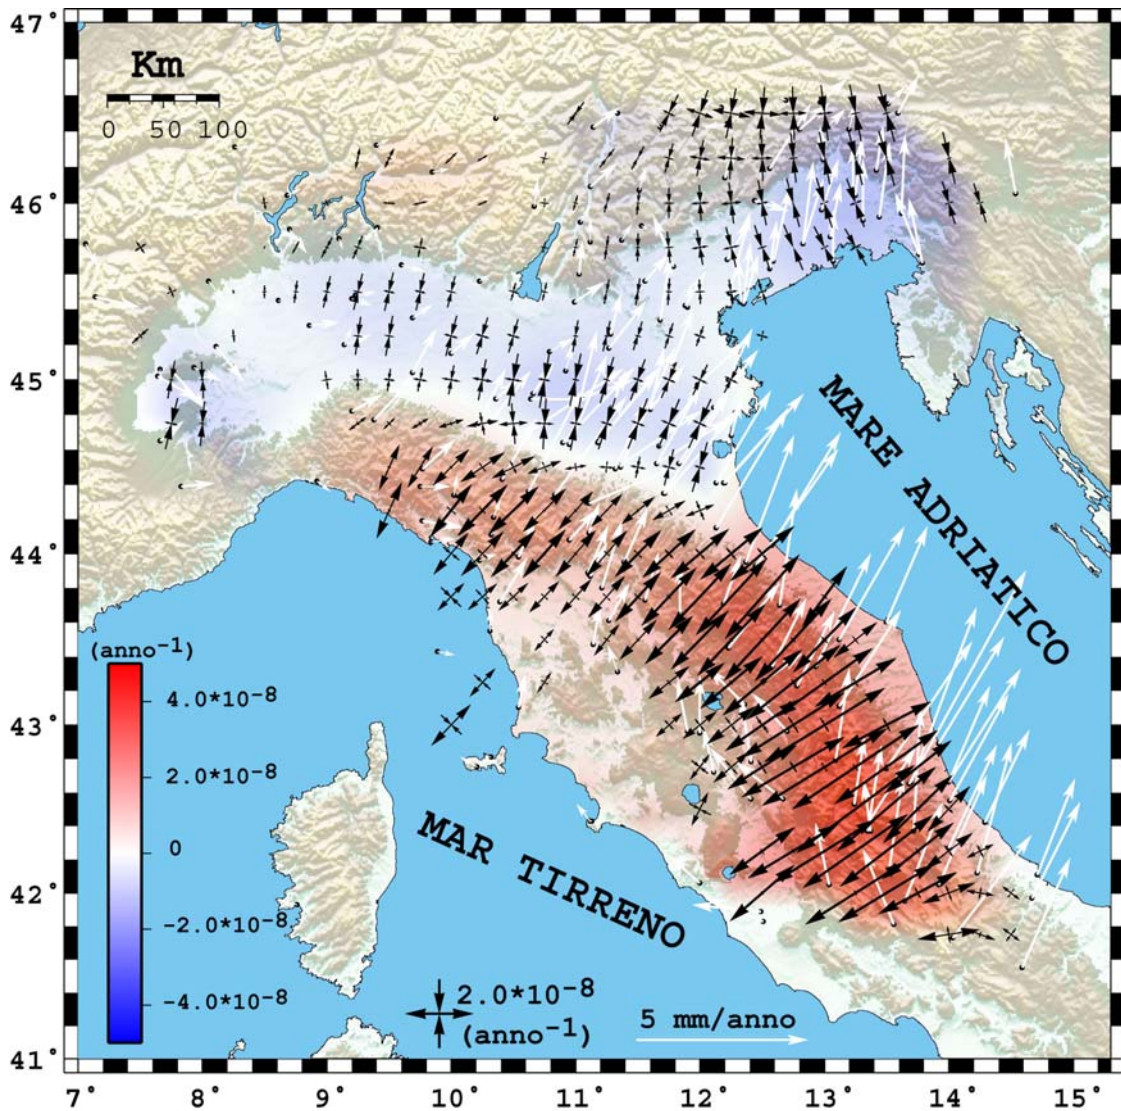 47°
46°
45°
44°
43°
42°
41°
Km
0 50 100
MARE ADRIATICO
(anno-1)
4.0*10-8
2.0*10-8
0
-2.0*10-8
-4.0*10-8
MAR TIRRENO
2.0*10-8
(anno-1)
5 mm/anno
7° 8° 9° 10° 11° 12° 13° 14° 15°